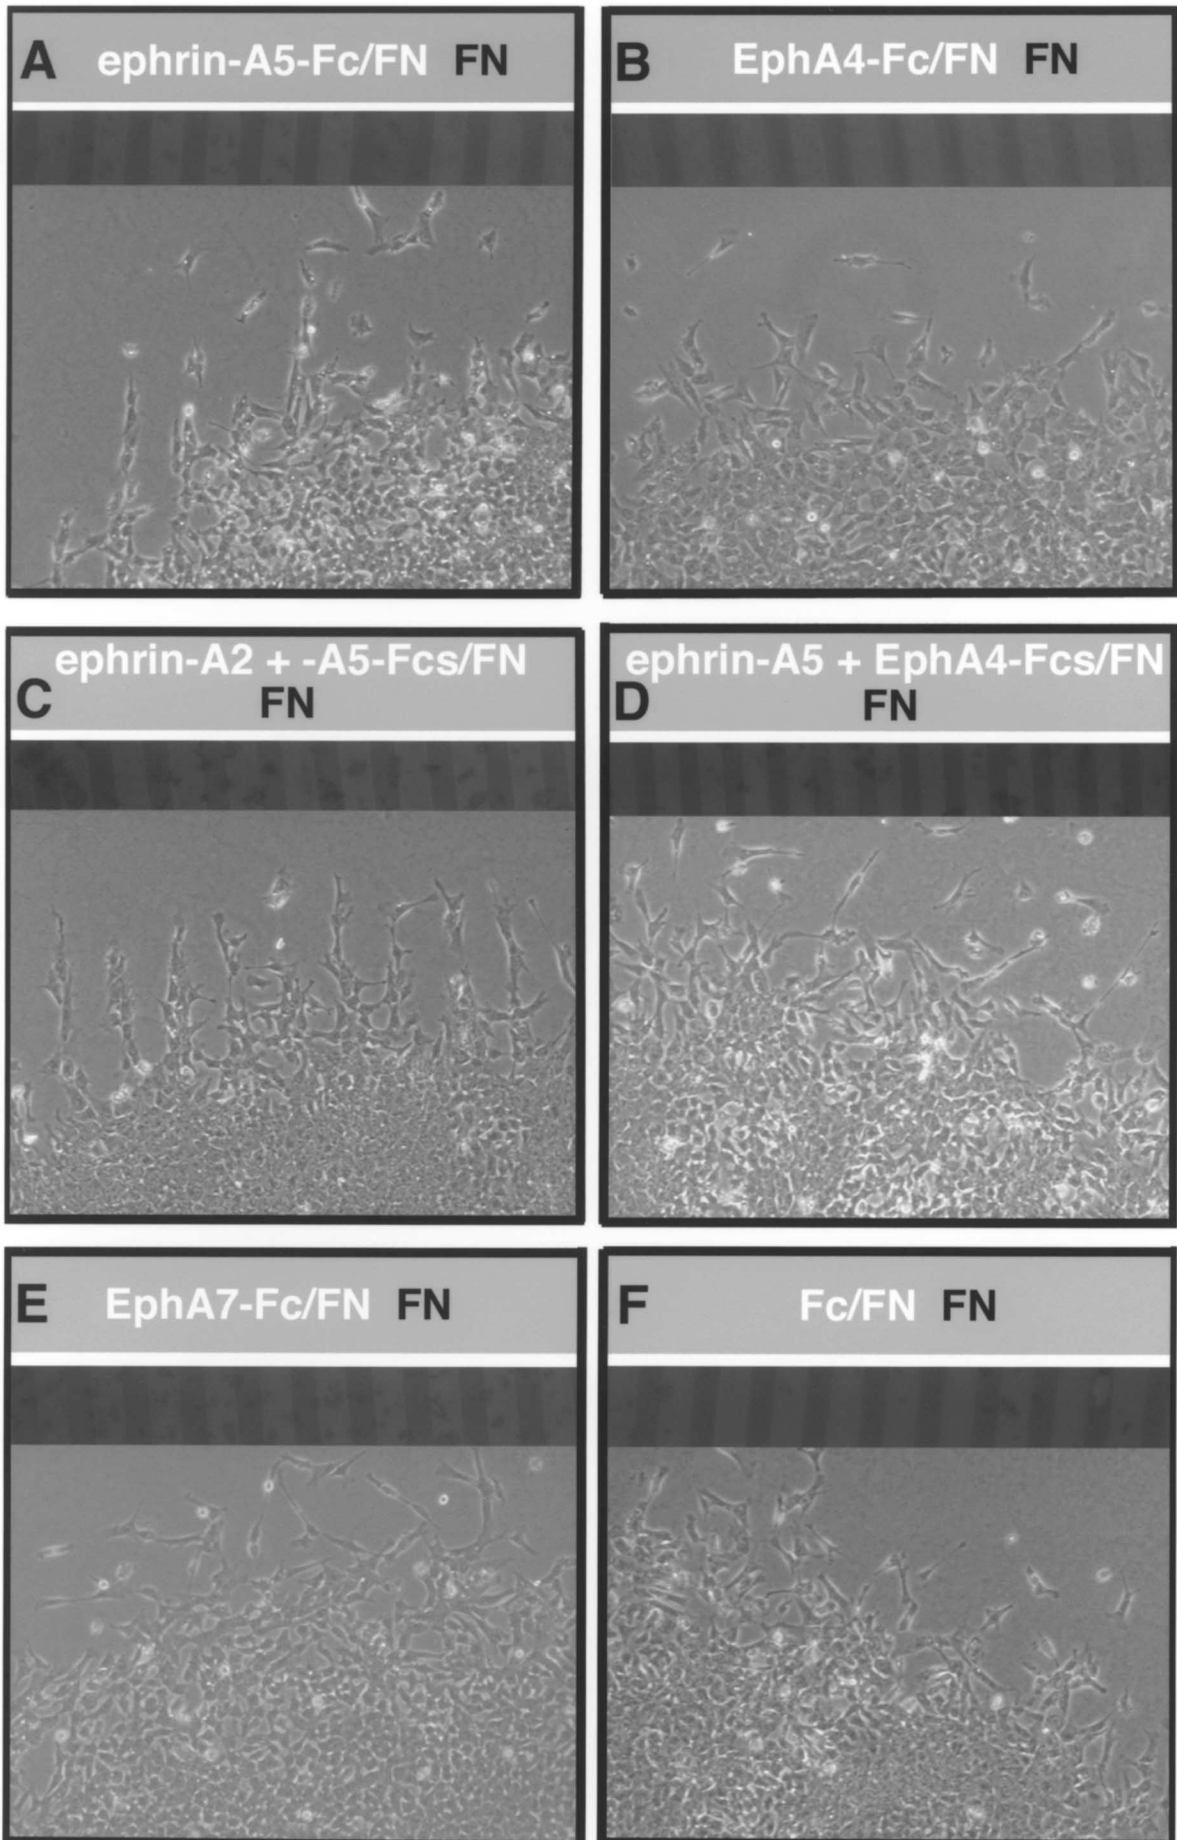 A ephrin-A5-Fc/FN FN
B EphA4-Fc/FN FN
ephrin-A2 + -A5-Fcs/FN
C FN
ephrin-A5 + EphA4-Fcs/FN
D FN
E EphA7-Fc/FN FN
F Fc/FN FN